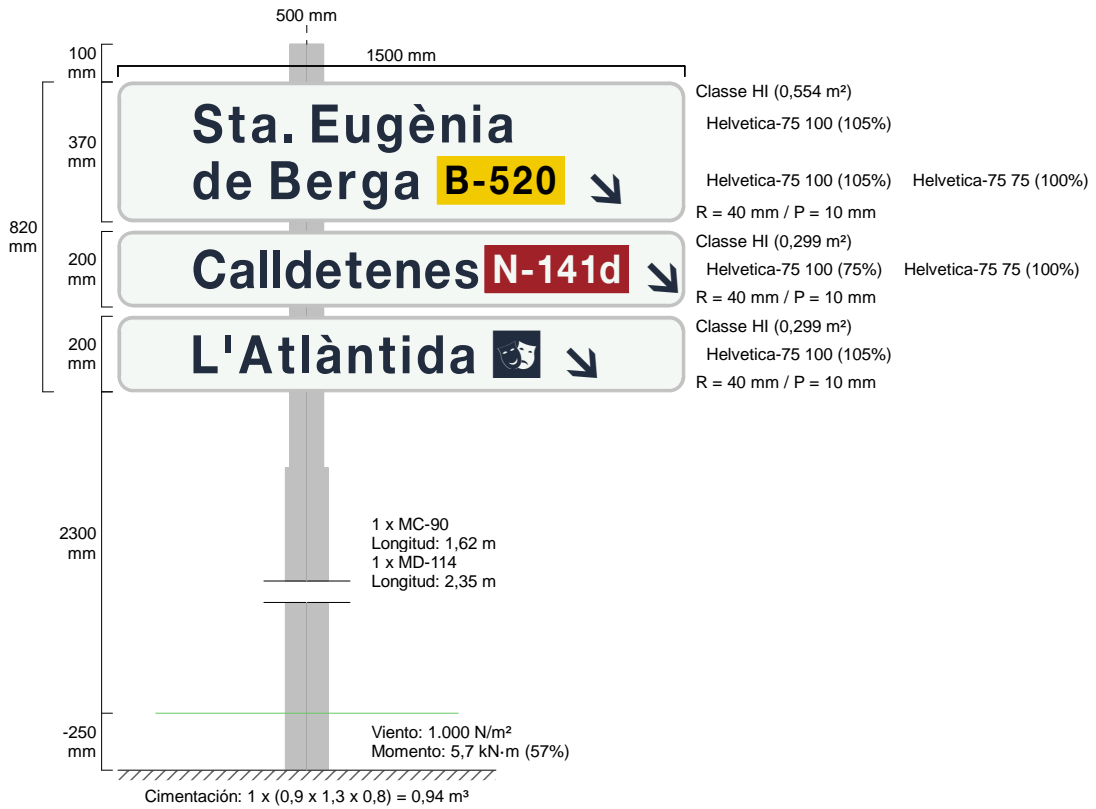 500 mm
100 mm
1500 mm
Classe HI (0,554 m²)
Sta. Eugènia
Helvetica-75 100 (105%)
370 mm
de Berga B-520
Helvetica-75 100 (105%) Helvetica-75 75 (100%)
R = 40 mm / P = 10 mm
820 mm
Classe HI (0,299 m²)
200 mm
Calldetenes N-141d
Helvetica-75 100 (75%) Helvetica-75 75 (100%)
R = 40 mm / P = 10 mm
Classe HI (0,299 m²)
200 mm
L'Atlàntida
Helvetica-75 100 (105%)
R = 40 mm / P = 10 mm
2300 mm
1 x MC-90
Longitud: 1,62 m
1 x MD-114
Longitud: 2,35 m
-250 mm
Viento: 1.000 N/m²
Momento: 5,7 kN·m (57%)
Cimentación: 1 x (0,9 x 1,3 x 0,8) = 0,94 m³